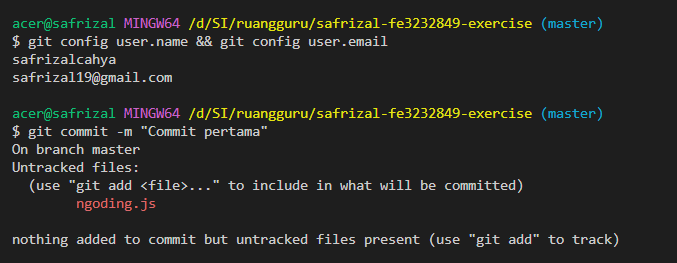 acer@safrizal MINGW64 /d/SI/ruangguru/safrizal-fe3232849-exercise (master)
$ git config user.name && git config user.email
safrizalcahya
safrizal19@gmail.com
acer@safrizal MINGW64 /d/SI/ruangguru/safrizal-fe3232849-exercise (master)
$ git commit -m "Commit pertama"
On branch master
Untracked files:
  (use "git add <file>..." to include in what will be committed)
        ngoding.js
nothing added to commit but untracked files present (use "git add" to track)